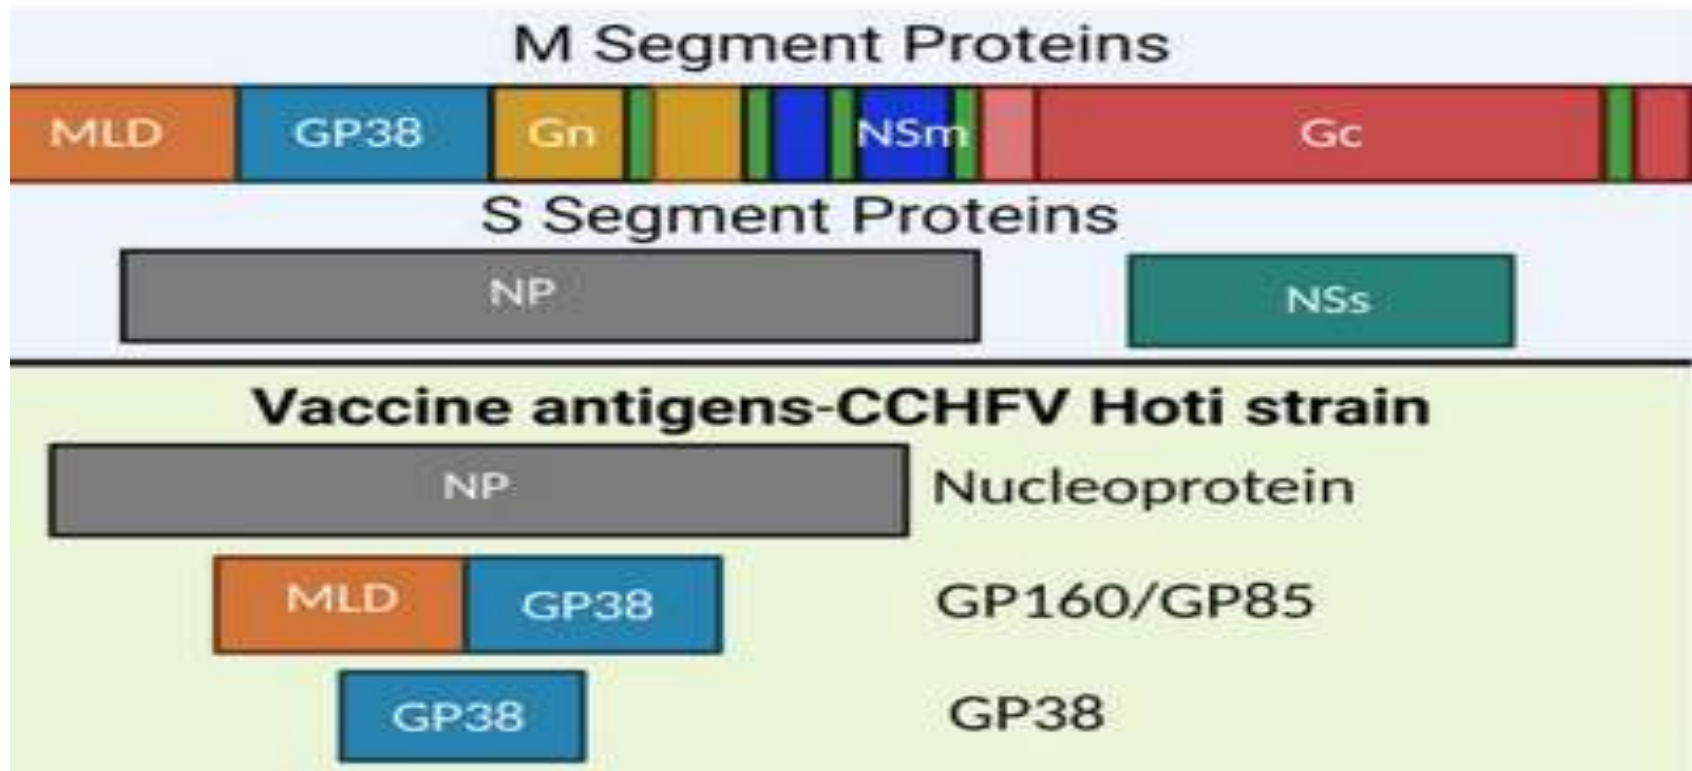 M Segment Proteins
MLD GP38 Gn NSm Gc
S Segment Proteins
NP NSs
Vaccine antigens-CCHFV Hoti strain
NP Nucleoprotein
MLD GP38 GP160/GP85
GP38 GP38